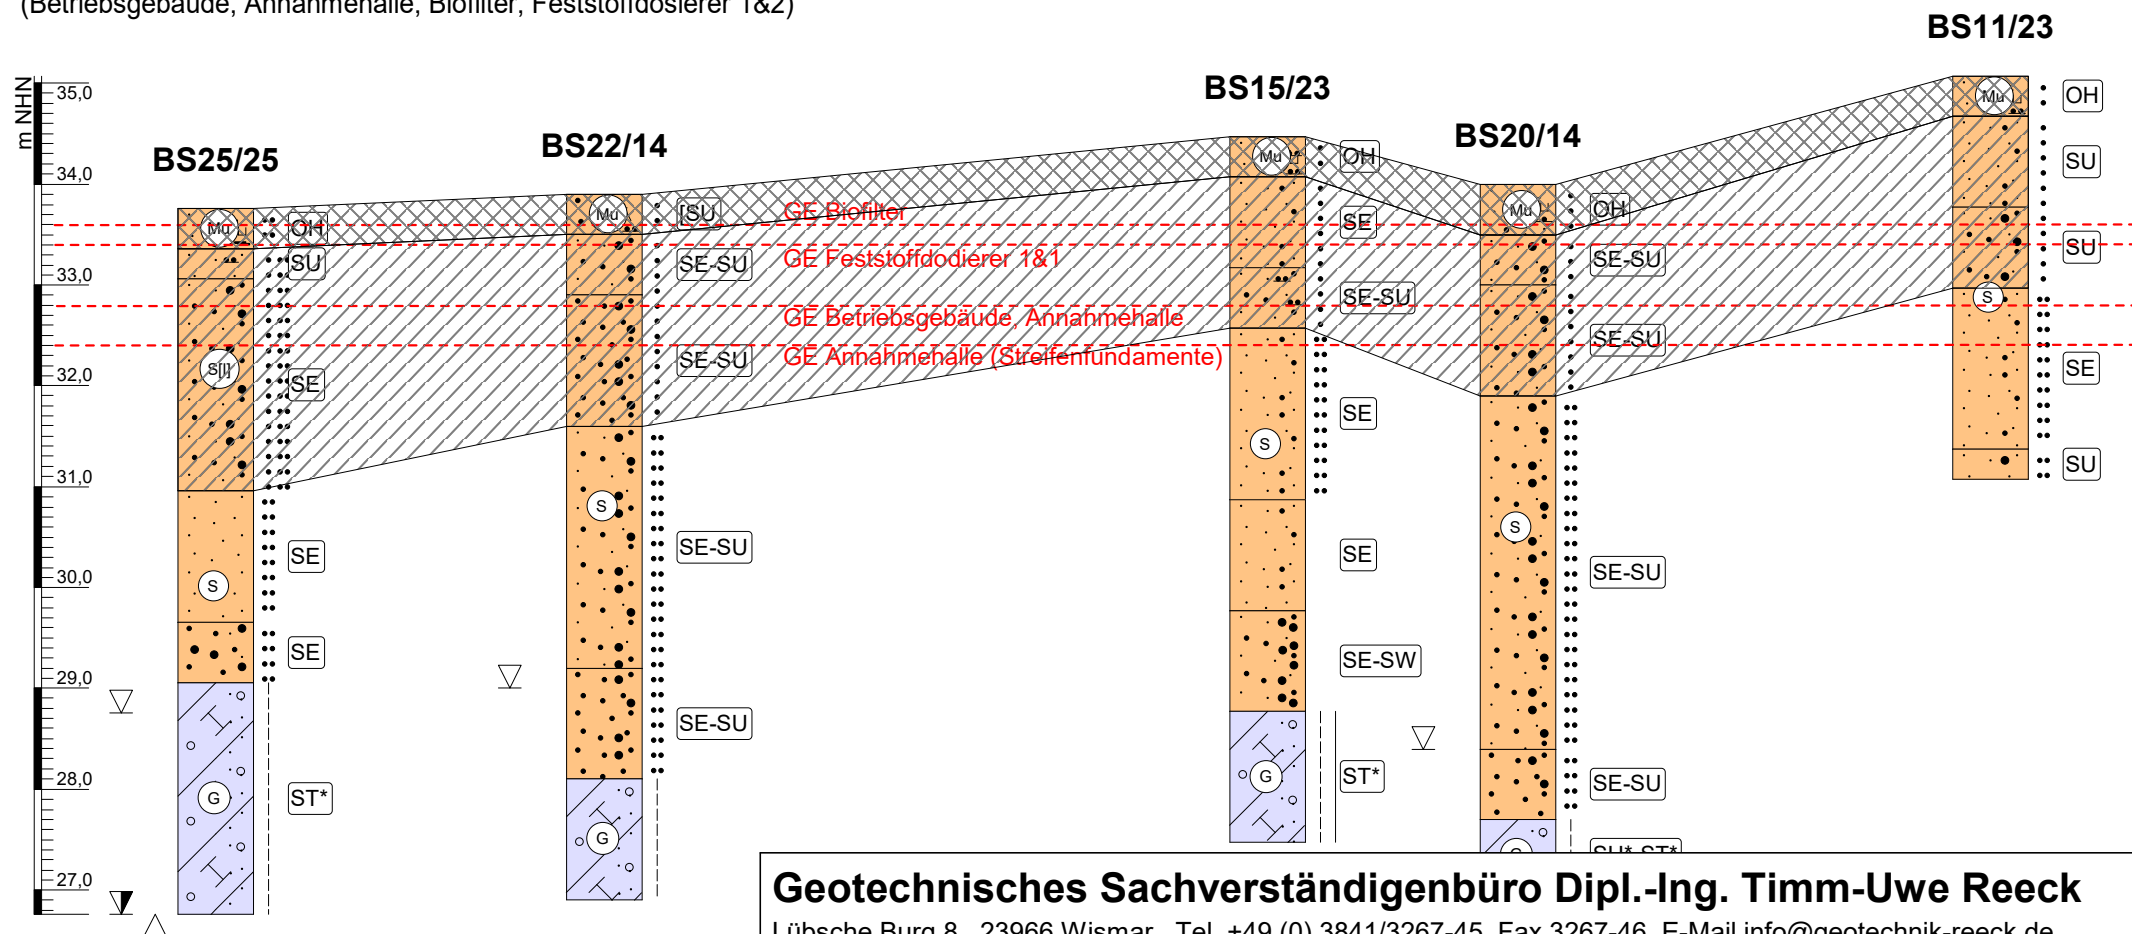 (Betriebsgebäude, Annahmehalle, Biofilter, Feststoffdosierer 1&2)
BS11/23
BS15/23
BS20/14
BS22/14
BS25/25
m NHN
35,0
34,0
33,0
32,0
31,0
30,0
29,0
28,0
27,0
Mu
OH
SU
S[l]
SE
S
SE
SE
G
ST*
Mu
[SU
SE-SU
SE-SU
S
SE-SU
SE-SU
G
GE Biofilter
GE Feststoffdodierer 1&1
GE Betriebsgebäude, Annahmehalle
GE Annahmehalle (Streifenfundamente)
Mu
OH
SE
SE-SU
S
SE
SE
SE-SW
G
ST*
Mu
OH
SE-SU
SE-SU
S
SE-SU
SE-SU
G
SU*-ST*
Mu
OH
SU
SU
S
SE
SU
Geotechnisches Sachverständigenbüro Dipl.-Ing. Timm-Uwe Reeck
Lübsche Burg 8, 23966 Wismar, Tel. +49 (0) 3841/3267-45, Fax 3267-46, E-Mail info@geotechnik-reeck.de